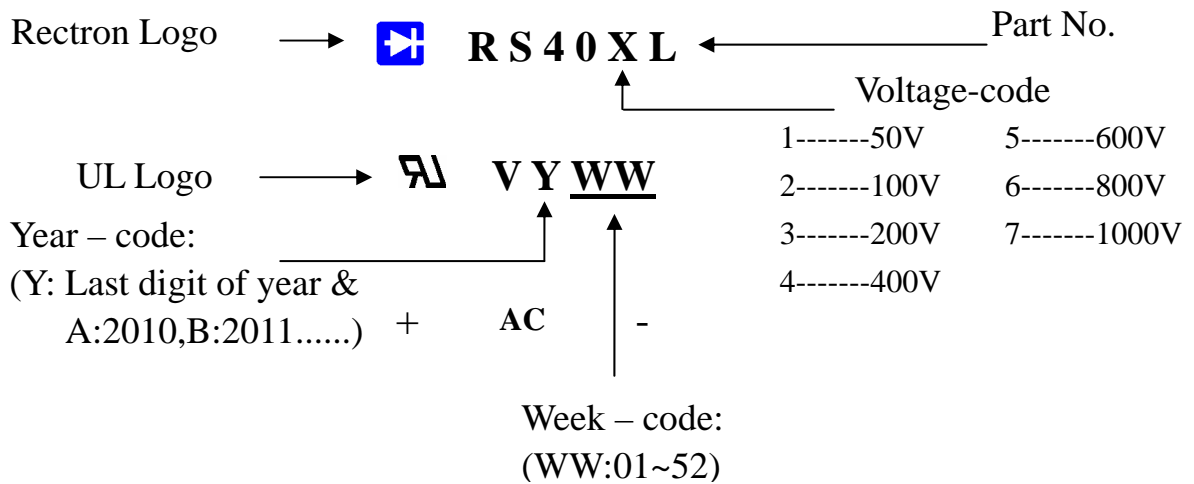 Rectron Logo RS40XL Part No.
Voltage-code
1-------50V 5-------600V
UL Logo VYWW 2-------100V 6-------800V
Year – code: 3-------200V 7-------1000V
(Y: Last digit of year & 4-------400V
A:2010,B:2011......) + AC -
Week – code:
(WW:01~52)